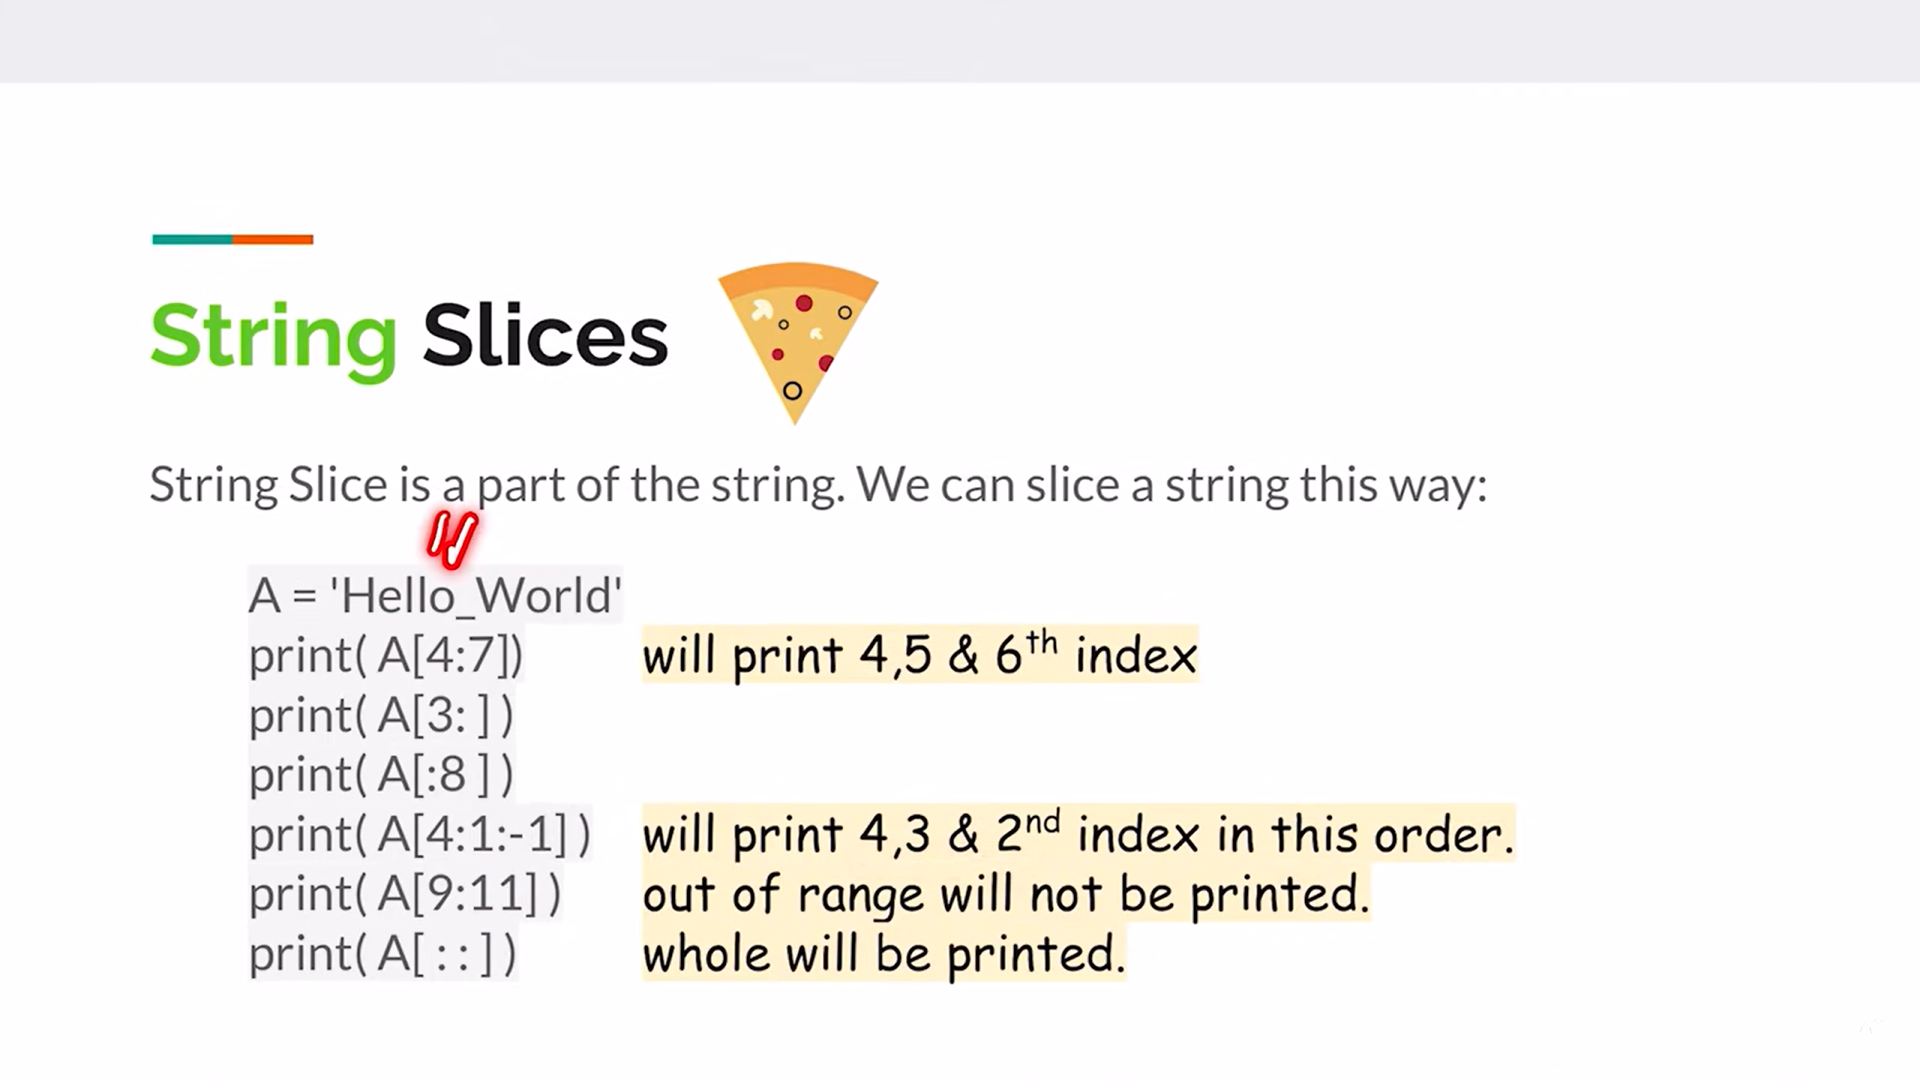 String Slices
String Slice is a part of the string. We can slice a string this way:
A = 'Hello_World'
print( A[4:7]) will print 4,5 & 6th index
print( A[3: ] )
print( A[:8 ] )
print( A[4:1:-1] ) will print 4,3 & 2nd index in this order.
print( A[9:11] ) out of range will not be printed.
print( A[ : : ] ) whole will be printed.